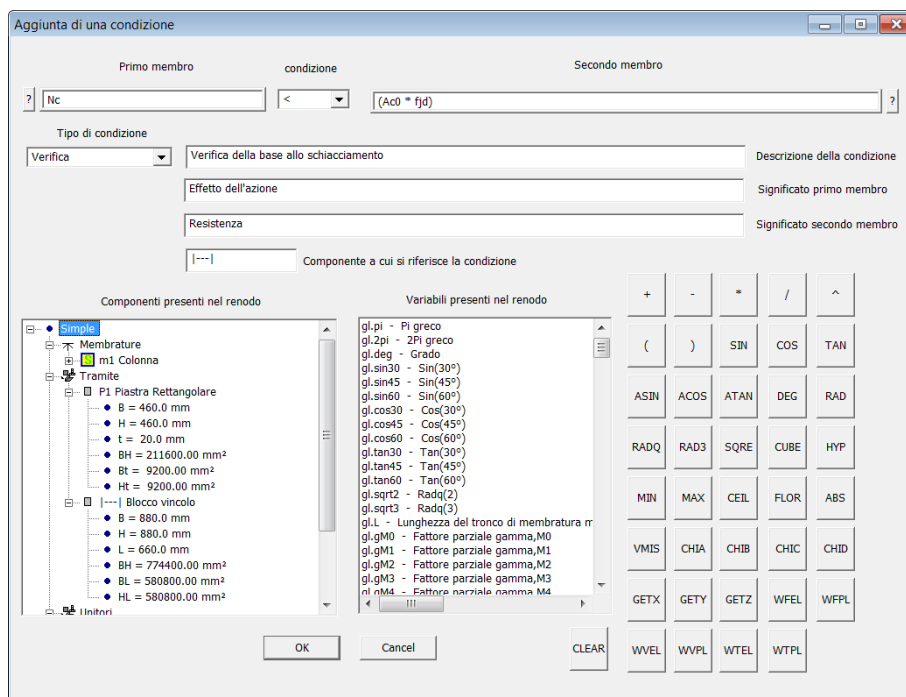 Aggiunta di una condizione
Primo membro condizione Secondo membro
? Nc < (Ac0 * fjd) ?
Tipo di condizione
Verifica Verifica della base allo schiacciamento Descrizione della condizione
Effetto dell'azione Significato primo membro
Resistenza Significato secondo membro
|---| Componente a cui si riferisce la condizione
Componenti presenti nel renodo
Simple
Membrature
m1 Colonna
Tramite
P1 Piastra Rettangolare
B = 460.0 mm
H = 460.0 mm
t = 20.0 mm
BH = 211600.00 mm²
Bt = 9200.00 mm²
Ht = 9200.00 mm²
|---| Blocco vincolo
B = 880.0 mm
H = 880.0 mm
L = 660.0 mm
BH = 774400.00 mm²
BL = 580800.00 mm²
HL = 580800.00 mm²
Unitori
Variabili presenti nel renodo
gl.pi - Pi greco
gl.2pi - 2Pi greco
gl.deg - Grado
gl.sin30 - Sin(30°)
gl.sin45 - Sin(45°)
gl.sin60 - Sin(60°)
gl.cos30 - Cos(30°)
gl.cos45 - Cos(45°)
gl.cos60 - Cos(60°)
gl.tan30 - Tan(30°)
gl.tan45 - Tan(45°)
gl.tan60 - Tan(60°)
gl.sqrt2 - Radq(2)
gl.sqrt3 - Radq(3)
gl.L - Lunghezza del tronco di membratura m
gl.gM0 - Fattore parziale gamma,M0
gl.gM1 - Fattore parziale gamma,M1
gl.gM2 - Fattore parziale gamma,M2
gl.gM3 - Fattore parziale gamma,M3
gl.gM4 - Fattore parziale gamma,M4
+ - * / ^
( ) SIN COS TAN
ASIN ACOS ATAN DEG RAD
RADQ RAD3 SQRE CUBE HYP
MIN MAX CEIL FLOR ABS
VMIS CHIA CHIB CHIC CHID
GETX GETY GETZ WFEL WFPL
WVEL WVPL WTEL WTPL
OK Cancel CLEAR